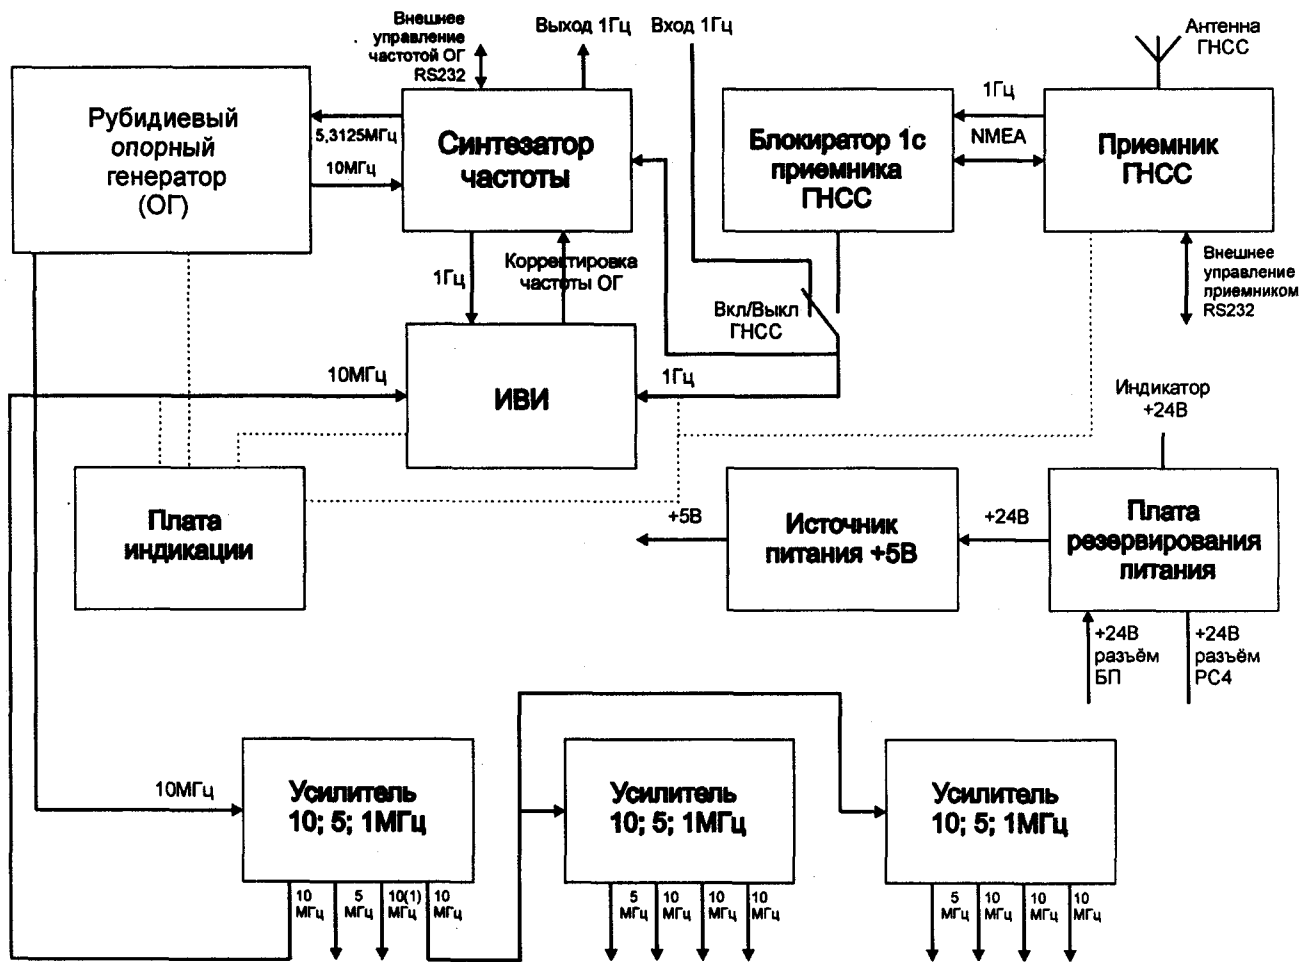 Внешнее
управление
частотой ОГ
RS232
Выход 1Гц
Вход 1Гц
Антенна
ГНСС
Рубидиевый
опорный
генератор
(ОГ)
5,3125МГц
10МГц
Синтезатор
частоты
Блокиратор 1с
приемника
ГНСС
1Гц
NMEA
Приемник
ГНСС
1Гц
Корректировка
частоты ОГ
Вкл/Выкл
ГНСС
Внешнее
управление
приемником
RS232
10МГц
ИВИ
1Гц
Индикатор
+24В
Плата
индикации
+5В
Источник
питания +5В
+24В
Плата
резервирования
питания
+24В
разъём
БП
+24В
разъём
РС4
10МГц
Усилитель
10; 5; 1МГц
Усилитель
10; 5; 1МГц
Усилитель
10; 5; 1МГц
10
МГц
5
МГц
10(1)
МГц
10
МГц
5
МГц
10
МГц
10
МГц
10
МГц
5
МГц
10
МГц
10
МГц
10
МГц